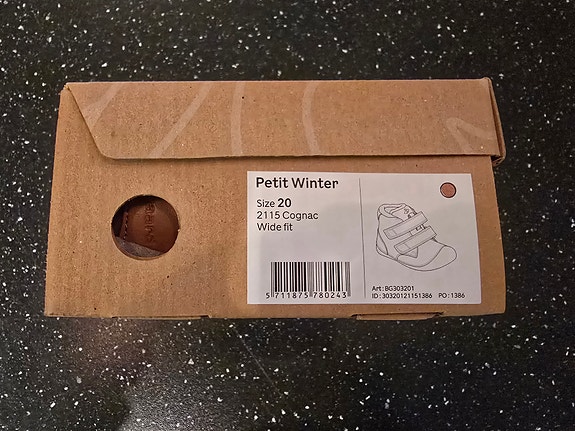 Petit Winter
Size 20
2115 Cognac
Wide fit
5 711875 780243
Art: BG303201
ID: 30320121151386 PO: 1386